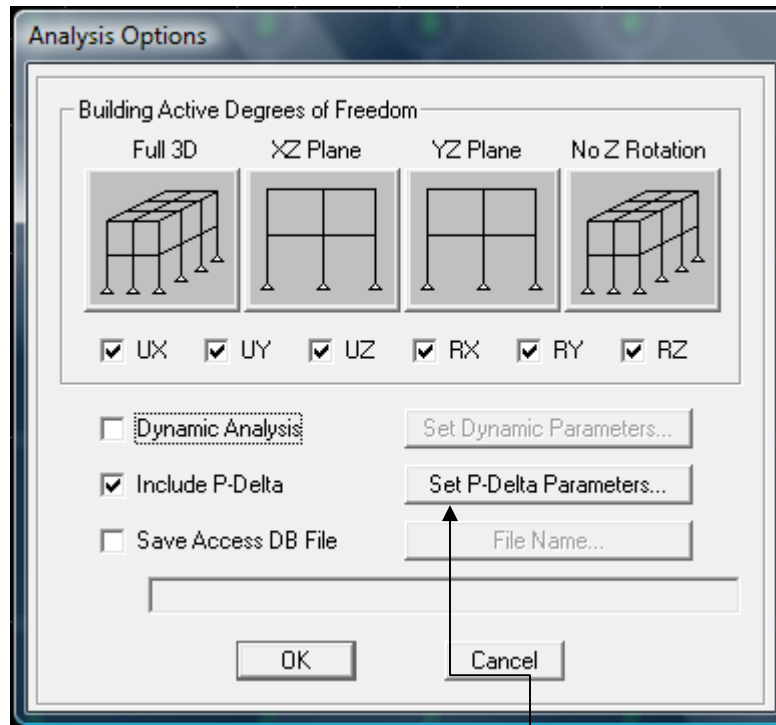 Analysis Options
Building Active Degrees of Freedom
Full 3D XZ Plane YZ Plane No Z Rotation
UX UY UZ RX RY RZ
Dynamic Analysis Set Dynamic Parameters...
Include P-Delta Set P-Delta Parameters...
Save Access DB File File Name...
OK Cancel